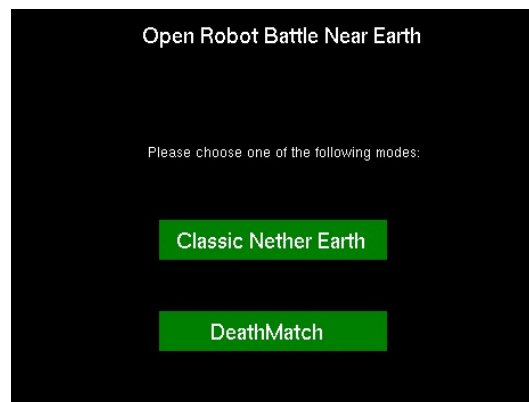 Open Robot Battle Near Earth
Please choose one of the following modes:
Classic Nether Earth
DeathMatch